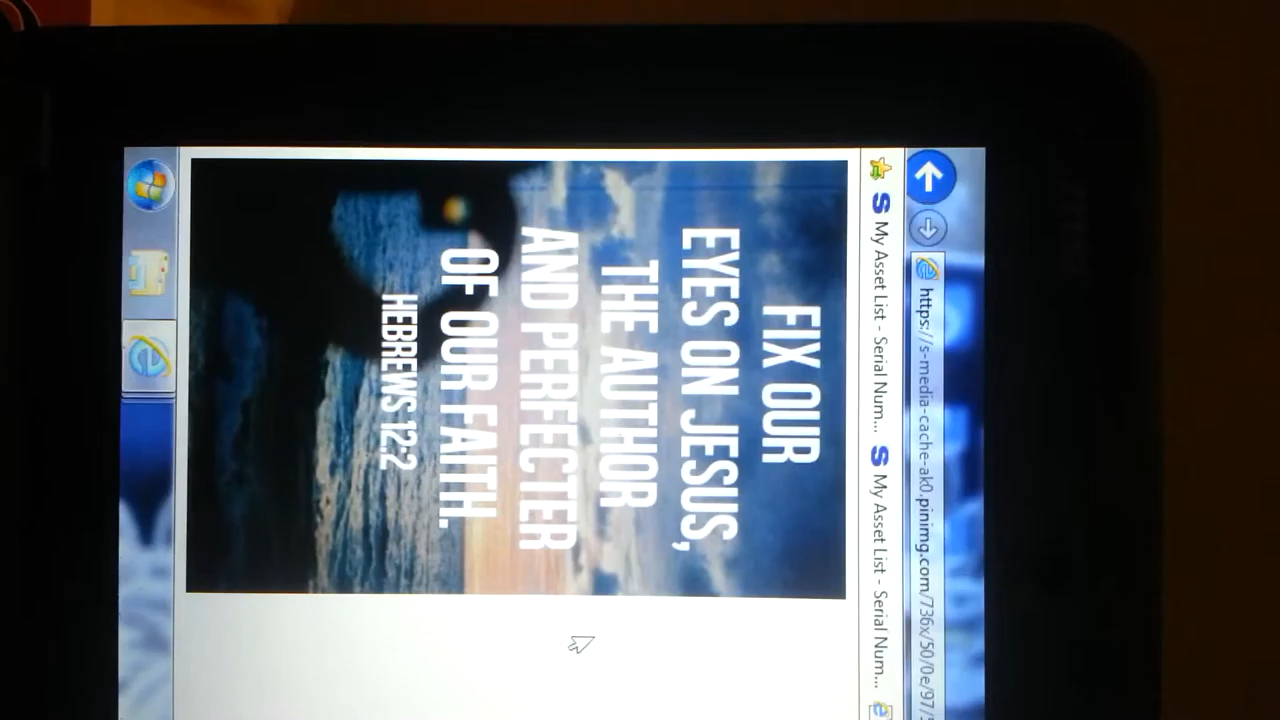 https://s-media-cache-ak0.pinimg.com/736x/50/0e/97/
My Asset List - Serial Num... My Asset List - Serial Num...
FIX OUR
EYES ON JESUS,
THE AUTHOR
AND PERFECTER
OF OUR FAITH.
HEBREWS 12:2